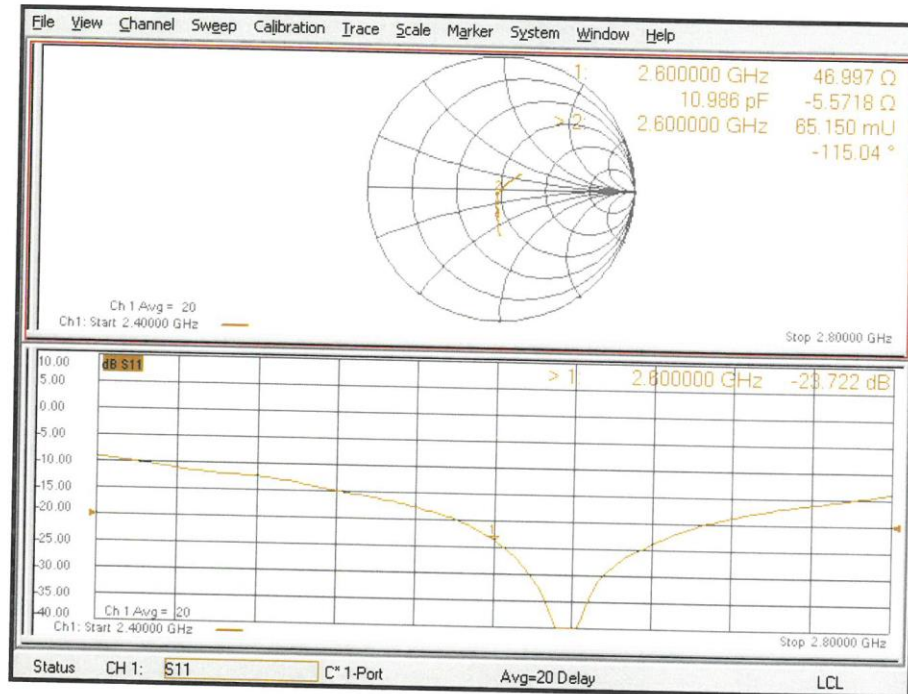 File View Channel Sweep Calibration Trace Scale Marker System Window Help
1: 2.600000 GHz 46.997 Ω
10.986 pF -5.5718 Ω
> 2: 2.600000 GHz 65.150 mU
-115.04 °
Ch 1 Avg = 20
Ch1: Start 2.40000 GHz
Stop 2.80000 GHz
10.00
dB S11
> 1: 2.600000 GHz -23.722 dB
5.00
0.00
-5.00
-10.00
-15.00
-20.00
-25.00
-30.00
-35.00
-40.00
1
Ch 1 Avg = 20
Ch1: Start 2.40000 GHz
Stop 2.80000 GHz
Status CH 1: S11 C* 1-Port Avg=20 Delay LCL